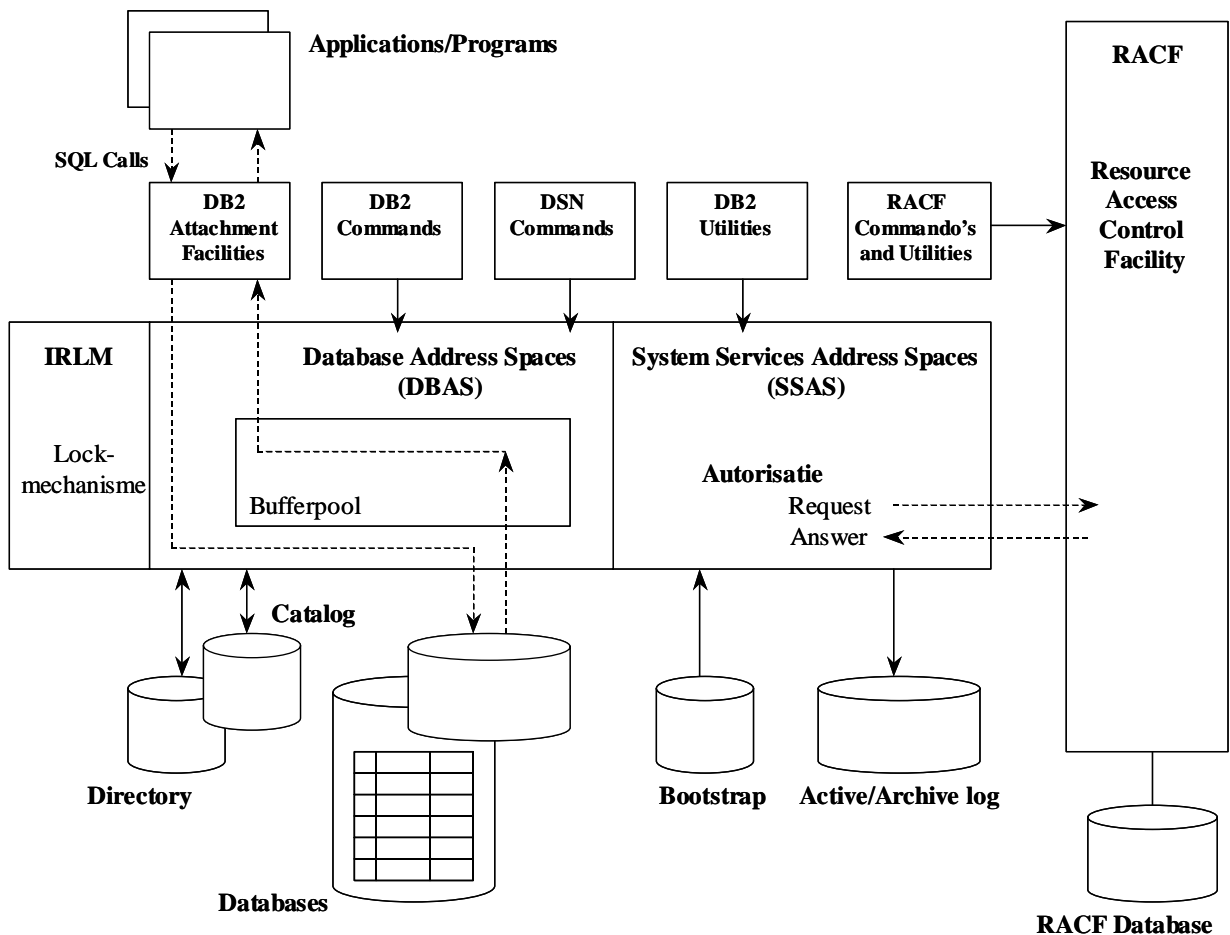 Applications/Programs
RACF
Resource
Access
Control
Facility
SQL Calls
DB2
Attachment
Facilities
DB2
Commands
DSN
Commands
DB2
Utilities
RACF
Commando's
and Utilities
IRLM
Lock-
mechanisme
Database Address Spaces
(DBAS)
Bufferpool
System Services Address Spaces
(SSAS)
Autorisatie
Request
Answer
Catalog
Directory
Databases
Bootstrap
Active/Archive log
RACF Database